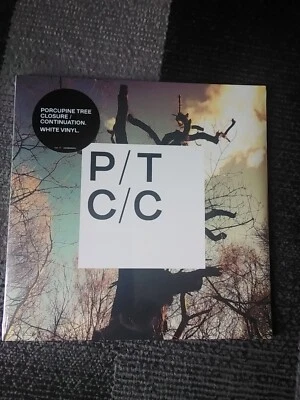 PORCUPINE TREE
CLOSURE /
CONTINUATION.
WHITE VINYL.
P/T
C/C